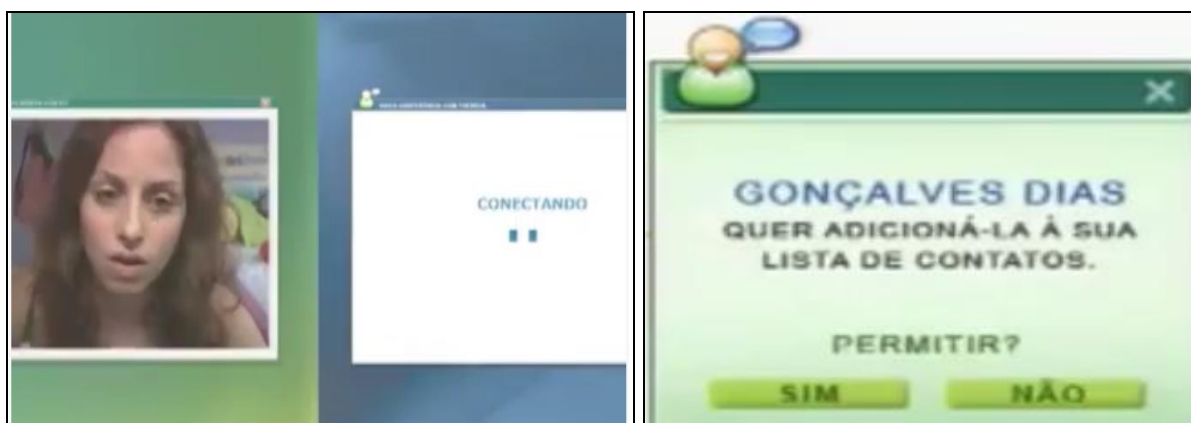 CONECTANDO
GONÇALVES DIAS
QUER ADICIONÁ-LA À SUA
LISTA DE CONTATOS.
PERMITIR?
SIM
NÃO